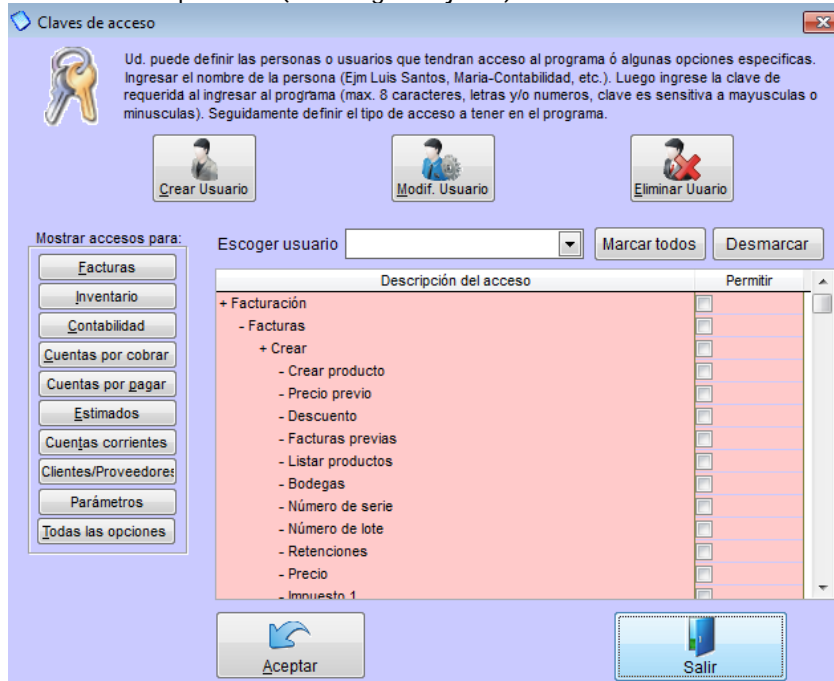 Claves de acceso
Ud. puede definir las personas o usuarios que tendran acceso al programa ó algunas opciones especificas.
Ingresar el nombre de la persona (Ejm Luis Santos, Maria-Contabilidad, etc.). Luego ingrese la clave de
requerida al ingresar al programa (max. 8 caracteres, letras y/o numeros, clave es sensitiva a mayusculas o
minusculas). Seguidamente definir el tipo de acceso a tener en el programa.
Crear Usuario
Modif. Usuario
Eliminar Uuario
Mostrar accesos para:
Facturas
Inventario
Contabilidad
Cuentas por cobrar
Cuentas por pagar
Estimados
Cuentas corrientes
Clientes/Proveedores
Parámetros
Todas las opciones
Escoger usuario
Marcar todos
Desmarcar
Descripción del acceso
Permitir
+ Facturación
- Facturas
+ Crear
- Crear producto
- Precio previo
- Descuento
- Facturas previas
- Listar productos
- Bodegas
- Número de serie
- Número de lote
- Retenciones
- Precio
- Impuesto 1
Aceptar
Salir